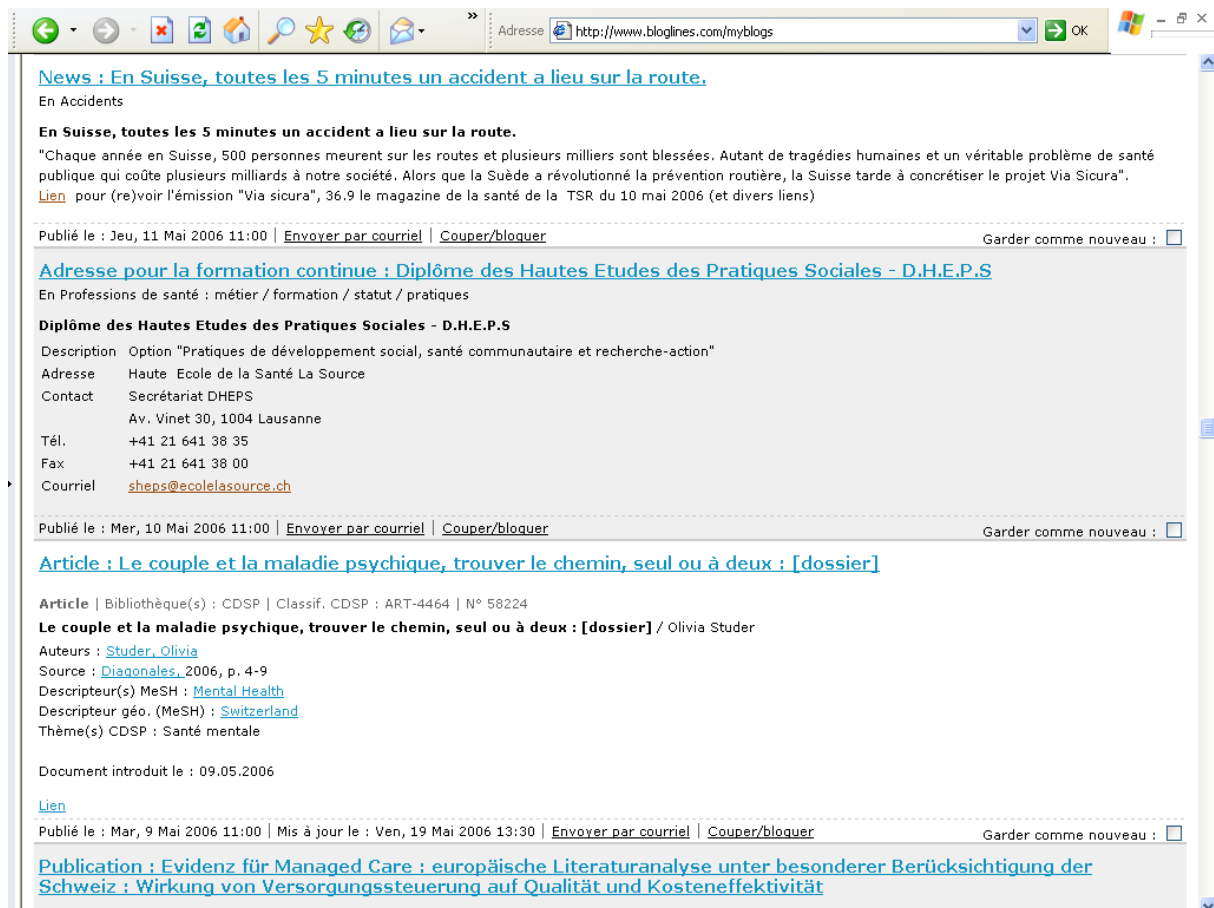 »
Adresse http://www.bloglines.com/myblogs OK
News : En Suisse, toutes les 5 minutes un accident a lieu sur la route.
En Accidents
En Suisse, toutes les 5 minutes un accident a lieu sur la route.
"Chaque année en Suisse, 500 personnes meurent sur les routes et plusieurs milliers sont blessées. Autant de tragédies humaines et un véritable problème de santé
publique qui coûte plusieurs milliards à notre société. Alors que la Suède a révolutionné la prévention routière, la Suisse tarde à concrétiser le projet Via Sicura".
Lien pour (re)voir l'émission "Via sicura", 36.9 le magazine de la santé de la TSR du 10 mai 2006 (et divers liens)
Publié le : Jeu, 11 Mai 2006 11:00 | Envoyer par courriel | Couper/bloquer Garder comme nouveau :
Adresse pour la formation continue : Diplôme des Hautes Etudes des Pratiques Sociales - D.H.E.P.S
En Professions de santé : métier / formation / statut / pratiques
Diplôme des Hautes Etudes des Pratiques Sociales - D.H.E.P.S
Description Option "Pratiques de développement social, santé communautaire et recherche-action"
Adresse Haute Ecole de la Santé La Source
Contact Secrétariat DHEPS
Av. Vinet 30, 1004 Lausanne
Tél. +41 21 641 38 35
Fax +41 21 641 38 00
Courriel sheps@ecolelasource.ch
Publié le : Mer, 10 Mai 2006 11:00 | Envoyer par courriel | Couper/bloquer Garder comme nouveau :
Article : Le couple et la maladie psychique, trouver le chemin, seul ou à deux : [dossier]
Article | Bibliothèque(s) : CDSP | Classif. CDSP : ART-4464 | N° 58224
Le couple et la maladie psychique, trouver le chemin, seul ou à deux : [dossier] / Olivia Studer
Auteurs : Studer, Olivia
Source : Diagonales, 2006, p. 4-9
Descripteur(s) MeSH : Mental Health
Descripteur géo. (MeSH) : Switzerland
Thème(s) CDSP : Santé mentale
Document introduit le : 09.05.2006
Lien
Publié le : Mar, 9 Mai 2006 11:00 | Mis à jour le : Ven, 19 Mai 2006 13:30 | Envoyer par courriel | Couper/bloquer Garder comme nouveau :
Publication : Evidenz für Managed Care : europäische Literaturanalyse unter besonderer Berücksichtigung der
Schweiz : Wirkung von Versorgungssteuerung auf Qualität und Kosteneffektivität